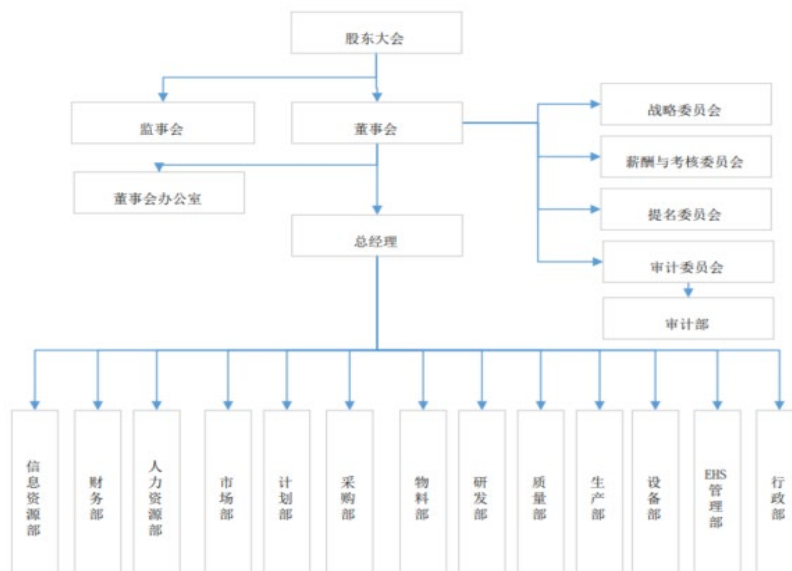 股东大会
监事会
董事会
战略委员会
薪酬与考核委员会
董事会办公室
提名委员会
总经理
审计委员会
审计部
信息资源部
财务部
人力资源部
市场部
计划部
采购部
物料部
研发部
质量部
生产部
设备部
EHS
管理部
行政部